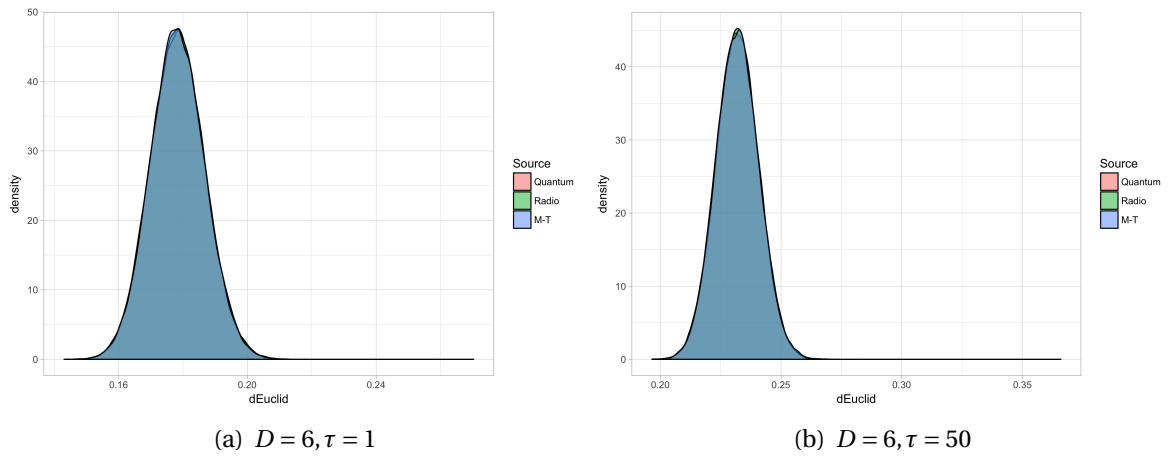 50
40
30
20
10
0
density
0.16
0.20
0.24
dEuclid
Source
Quantum
Radio
M-T
(a) D = 6, τ = 1
40
30
20
10
0
density
0.20
0.25
0.30
0.35
dEuclid
Source
Quantum
Radio
M-T
(b) D = 6, τ = 50